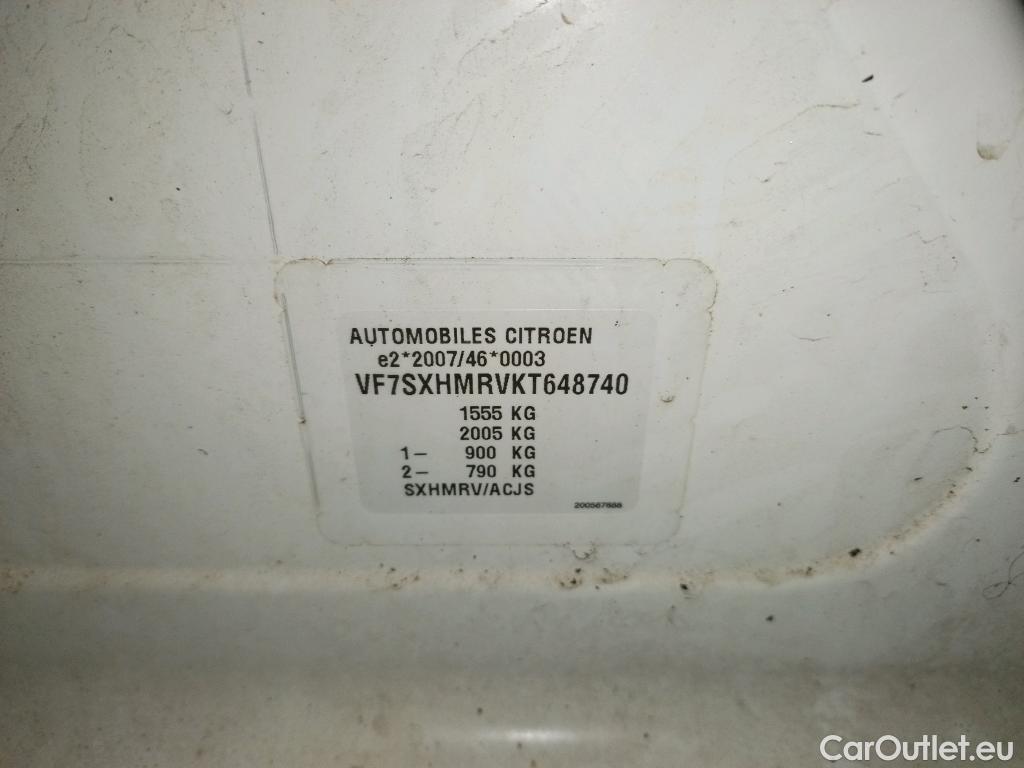 AUTOMOBILES CITROEN
e2*2007/46*0003
VF7SXHMRVKT648740
1555 KG
2005 KG
1- 900 KG
2- 790 KG
SXHMRV/ACJS
CarOutlet.eu